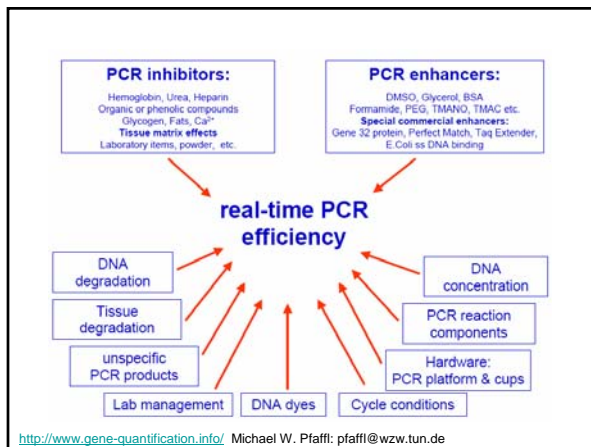 PCR inhibitors:
Hemoglobin, Urea, Heparin
Organic or phenolic compounds
Glycogen, Fats, Ca²⁺
Tissue matrix effects
Laboratory items, powder, etc.
PCR enhancers:
DMSO, Glycerol, BSA
Formamide, PEG, TMANO, TMAC etc.
Special commercial enhancers:
Gene 32 protein, Perfect Match, Taq Extender,
E.Coli ss DNA binding
real-time PCR
efficiency
DNA
degradation
Tissue
degradation
unspecific
PCR products
Lab management
DNA dyes
Cycle conditions
Hardware:
PCR platform & cups
PCR reaction
components
DNA
concentration
http://www.gene-quantification.info/ Michael W. Pfaffl: pfaffl@wzw.tun.de